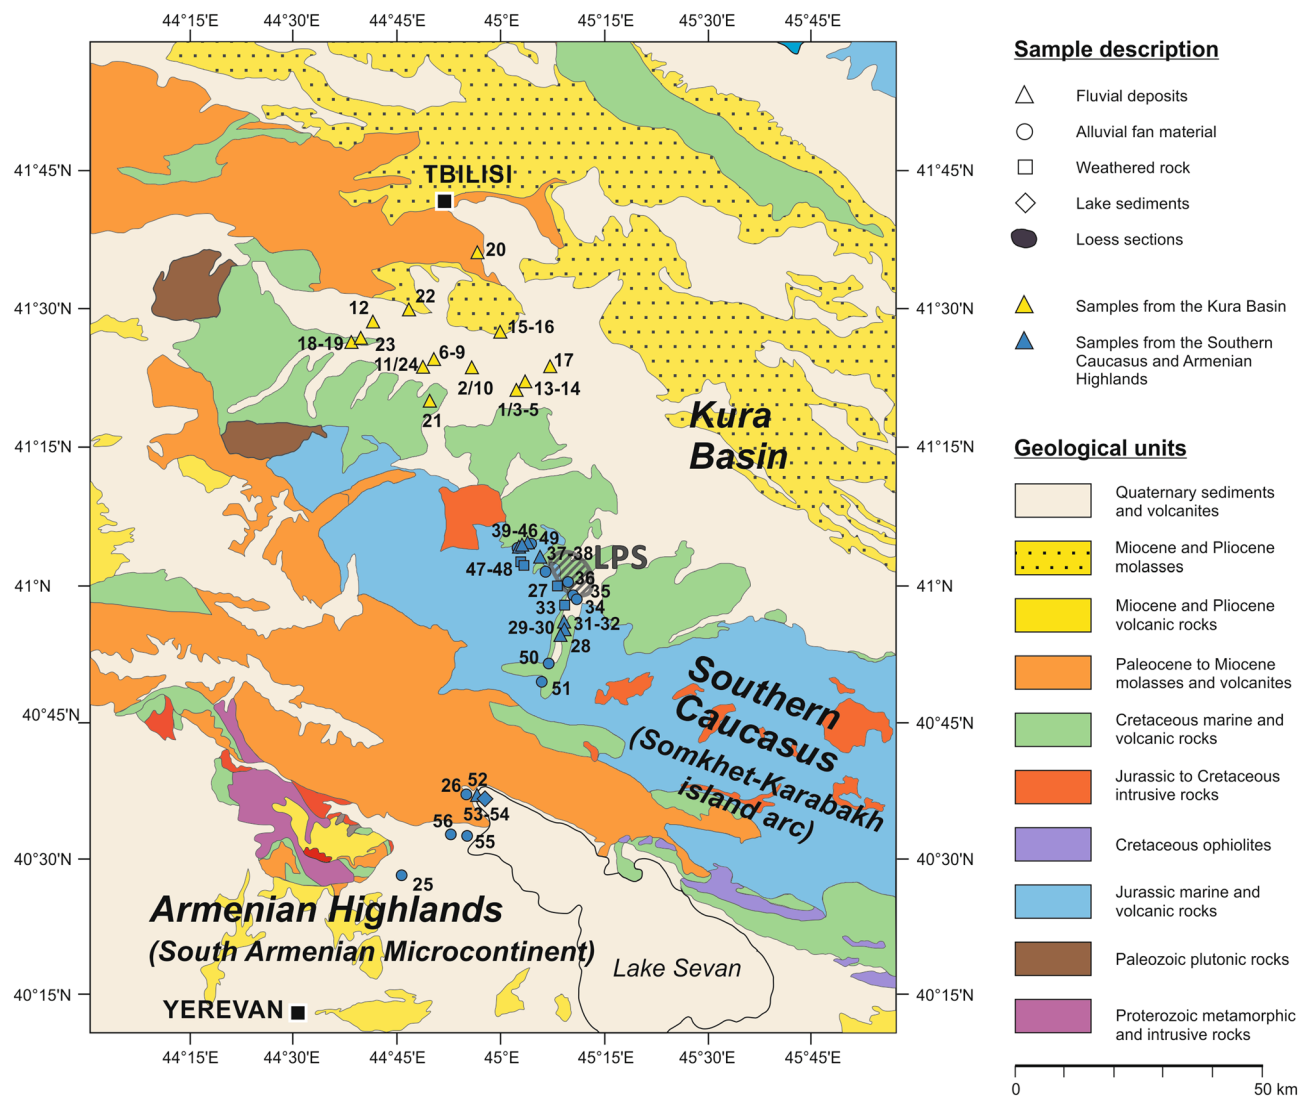 44°15'E 44°30'E 44°45'E 45°E 45°15'E 45°30'E 45°45'E
41°45'N
41°45'N
41°30'N
41°30'N
41°15'N
41°15'N
41°N
41°N
40°45'N
40°45'N
40°30'N
40°30'N
40°15'N
40°15'N
44°15'E 44°30'E 44°45'E 45°E 45°15'E 45°30'E 45°45'E
TBILISI
20
22
12
15-16
18-19
23
6-9
11/24
17
2/10
13-14
1/3-5
21
Kura
Basin
39-46
49
37-38
LPS
47-48
36
27
35
33
34
29-30
31-32
28
50
51
Southern
Caucasus
(Somkhet-Karabakh
island arc)
26
52
53-54
56
55
25
Armenian Highlands
(South Armenian Microcontinent)
Lake Sevan
YEREVAN
Sample description
Fluvial deposits
Alluvial fan material
Weathered rock
Lake sediments
Loess sections
Samples from the Kura Basin
Samples from the Southern
Caucasus and Armenian
Highlands
Geological units
Quaternary sediments
and volcanites
Miocene and Pliocene
molasses
Miocene and Pliocene
volcanic rocks
Paleocene to Miocene
molasses and volcanites
Cretaceous marine and
volcanic rocks
Jurassic to Cretaceous
intrusive rocks
Cretaceous ophiolites
Jurassic marine and
volcanic rocks
Paleozoic plutonic rocks
Proterozoic metamorphic
and intrusive rocks
0 50 km